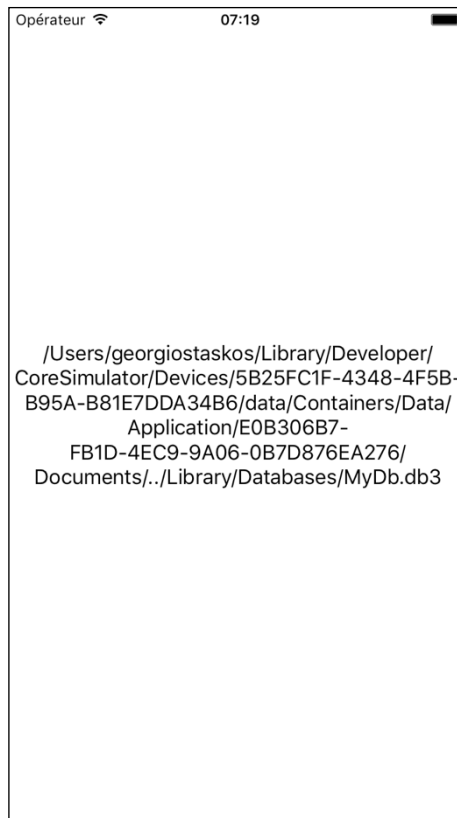 Opérateur 07:19
/Users/georgiostaskos/Library/Developer/
CoreSimulator/Devices/5B25FC1F-4348-4F5B-
B95A-B81E7DDA34B6/data/Containers/Data/
Application/E0B306B7-
FB1D-4EC9-9A06-0B7D876EA276/
Documents/../Library/Databases/MyDb.db3